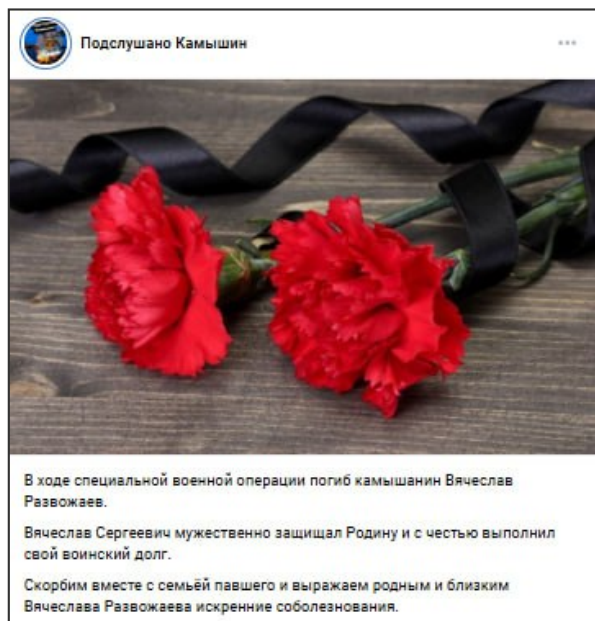 Подслушано Камышин
В ходе специальной военной операции погиб камышанин Вячеслав
Развожаев.
Вячеслав Сергеевич мужественно защищал Родину и с честью выполнил
свой воинский долг.
Скорбим вместе с семьёй павшего и выражаем родным и близким
Вячеслава Развожаева искренние соболезнования.